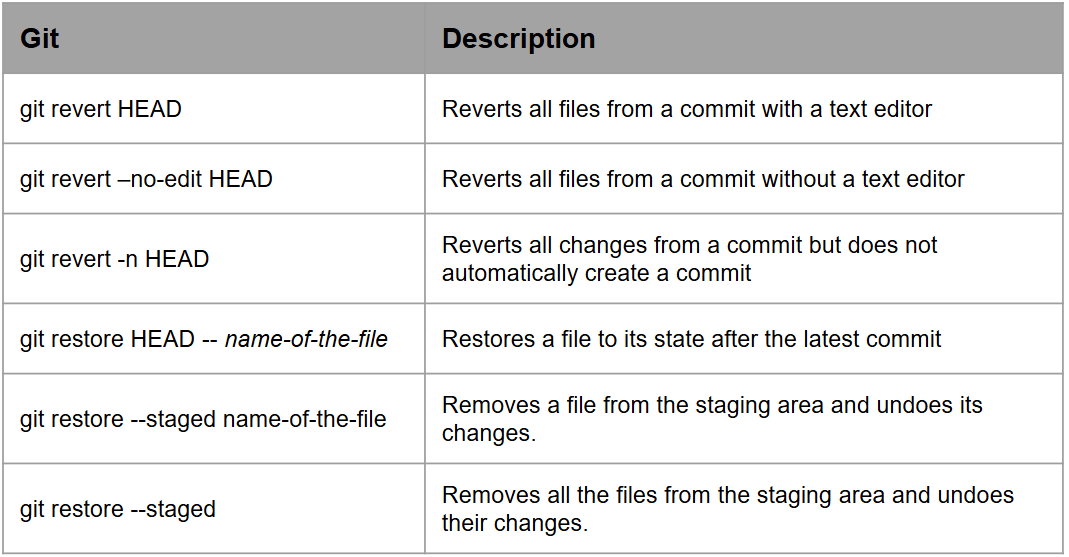 Git Description
git revert HEAD Reverts all files from a commit with a text editor
git revert –no-edit HEAD Reverts all files from a commit without a text editor
git revert -n HEAD Reverts all changes from a commit but does not
automatically create a commit
git restore HEAD -- name-of-the-file Restores a file to its state after the latest commit
git restore --staged name-of-the-file Removes a file from the staging area and undoes its
changes.
git restore --staged Removes all the files from the staging area and undoes
their changes.